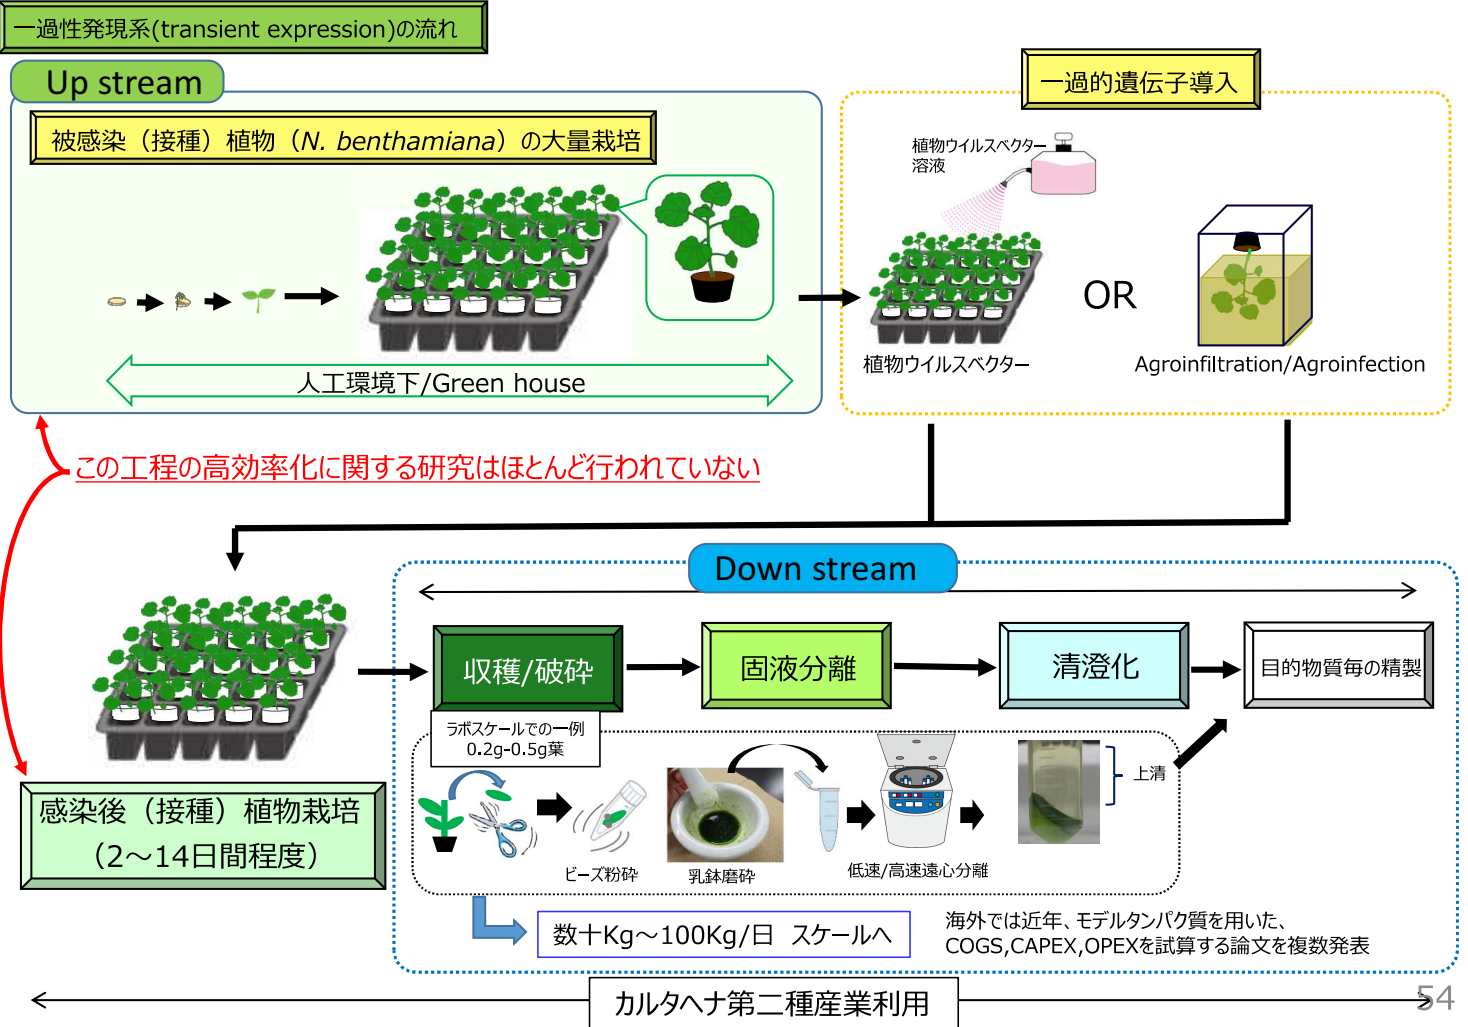 一過性発現系(transient expression)の流れ
Up stream
被感染（接種）植物（N. benthamiana）の大量栽培
人工環境下/Green house
一過的遺伝子導入
植物ウイルスベクター
溶液
OR
植物ウイルスベクター
Agroinfiltration/Agroinfection
この工程の高効率化に関する研究はほとんど行われていない
感染後（接種）植物栽培
（2～14日間程度）
Down stream
収穫/破砕
固液分離
清澄化
目的物質毎の精製
ラボスケールでの一例
0.2g-0.5g葉
ビーズ粉砕
乳鉢磨砕
低速/高速遠心分離
上清
数十Kg～100Kg/日 スケールへ
海外では近年、モデルタンパク質を用いた、
COGS,CAPEX,OPEXを試算する論文を複数発表
カルタヘナ第二種産業利用
54